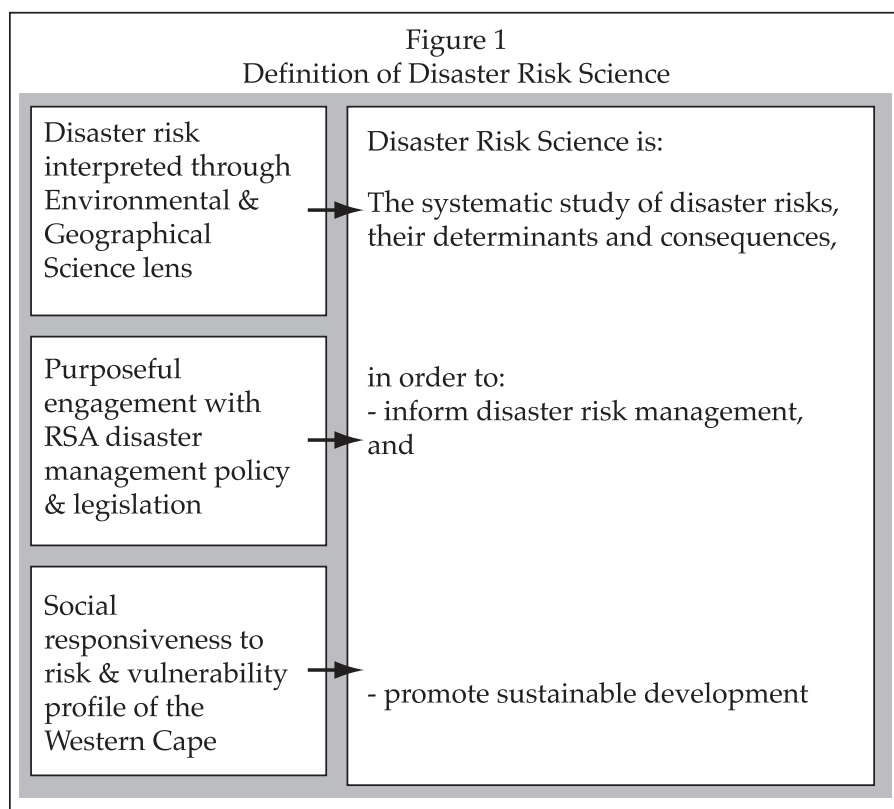 Figure 1
Definition of Disaster Risk Science
Disaster risk
interpreted through
Environmental &
Geographical
Science lens
Purposeful
engagement with
RSA disaster
management policy
& legislation
Social
responsiveness to
risk & vulnerability
profile of the
Western Cape
Disaster Risk Science is:
The systematic study of disaster risks,
their determinants and consequences,
in order to:
- inform disaster risk management,
and
- promote sustainable development